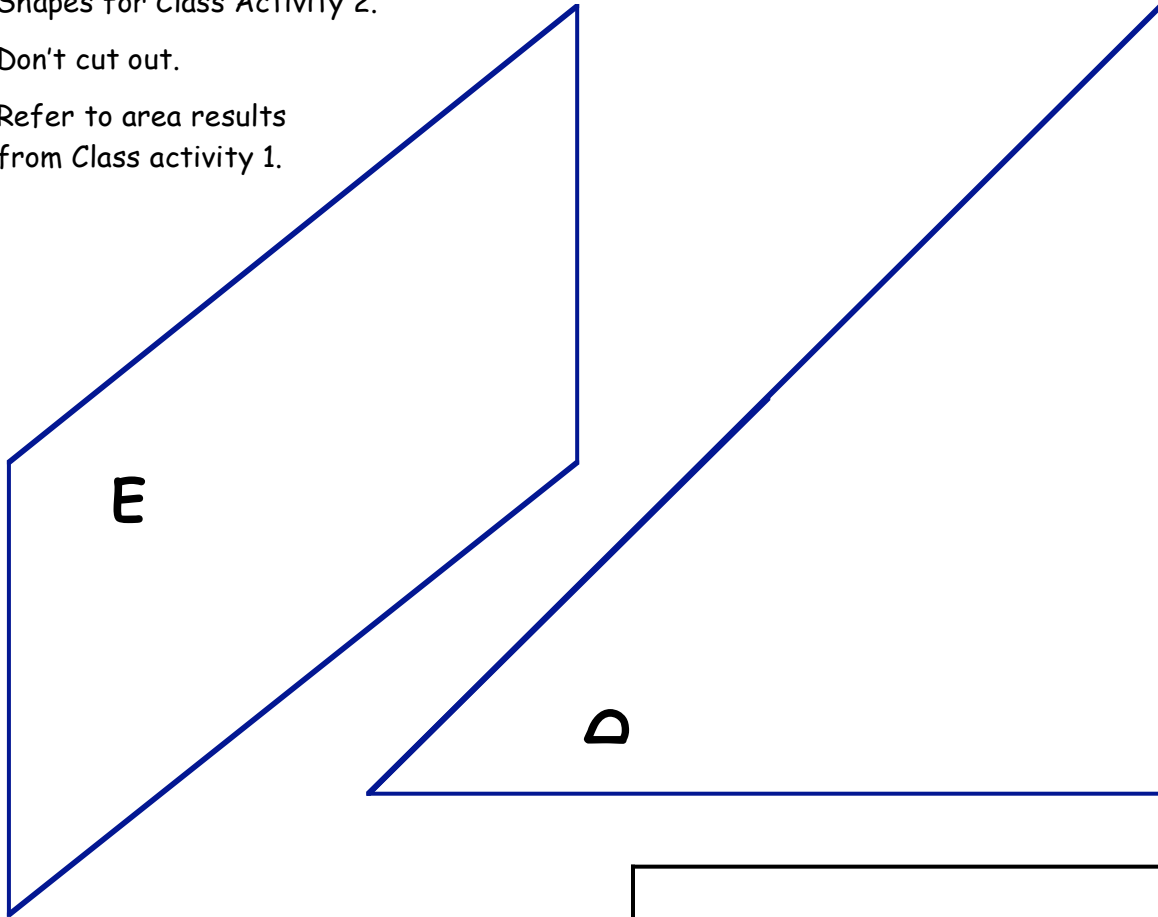 Shapes for Class Activity 2.
Don't cut out.
Refer to area results
from Class activity 1.
E
D